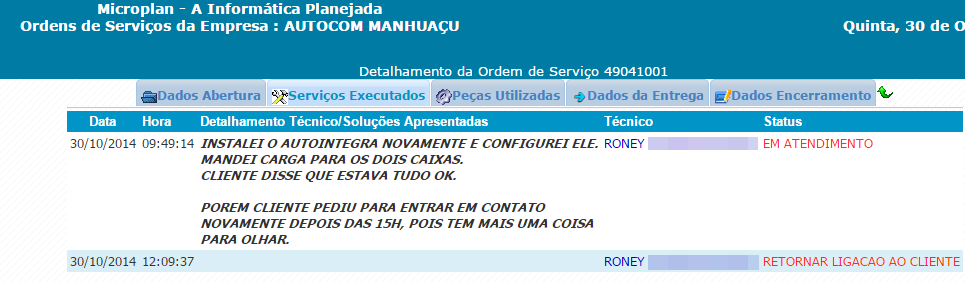 Microplan - A Informática Planejada
Ordens de Serviços da Empresa : AUTOCOM MANHUAÇU
Quinta, 30 de O
Detalhamento da Ordem de Serviço 49041001
Dados Abertura Serviços Executados Peças Utilizadas Dados da Entrega Dados Encerramento
Data Hora Detalhamento Técnico/Soluções Apresentadas Técnico Status
30/10/2014 09:49:14 INSTALEI O AUTOINTEGRA NOVAMENTE E CONFIGUREI ELE. RONEY EM ATENDIMENTO
MANDEI CARGA PARA OS DOIS CAIXAS.
CLIENTE DISSE QUE ESTAVA TUDO OK.
POREM CLIENTE PEDIU PARA ENTRAR EM CONTATO
NOVAMENTE DEPOIS DAS 15H, POIS TEM MAIS UMA COISA
PARA OLHAR.
30/10/2014 12:09:37 RONEY RETORNAR LIGACAO AO CLIENTE